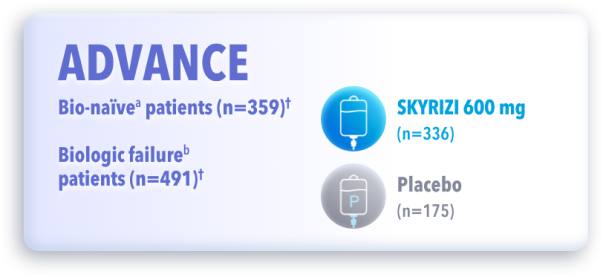 ADVANCE
Bio-naïveᵃ patients (n=359)†
Biologic failureᵇ
patients (n=491)†
SKYRIZI 600 mg
(n=336)
P
Placebo
(n=175)